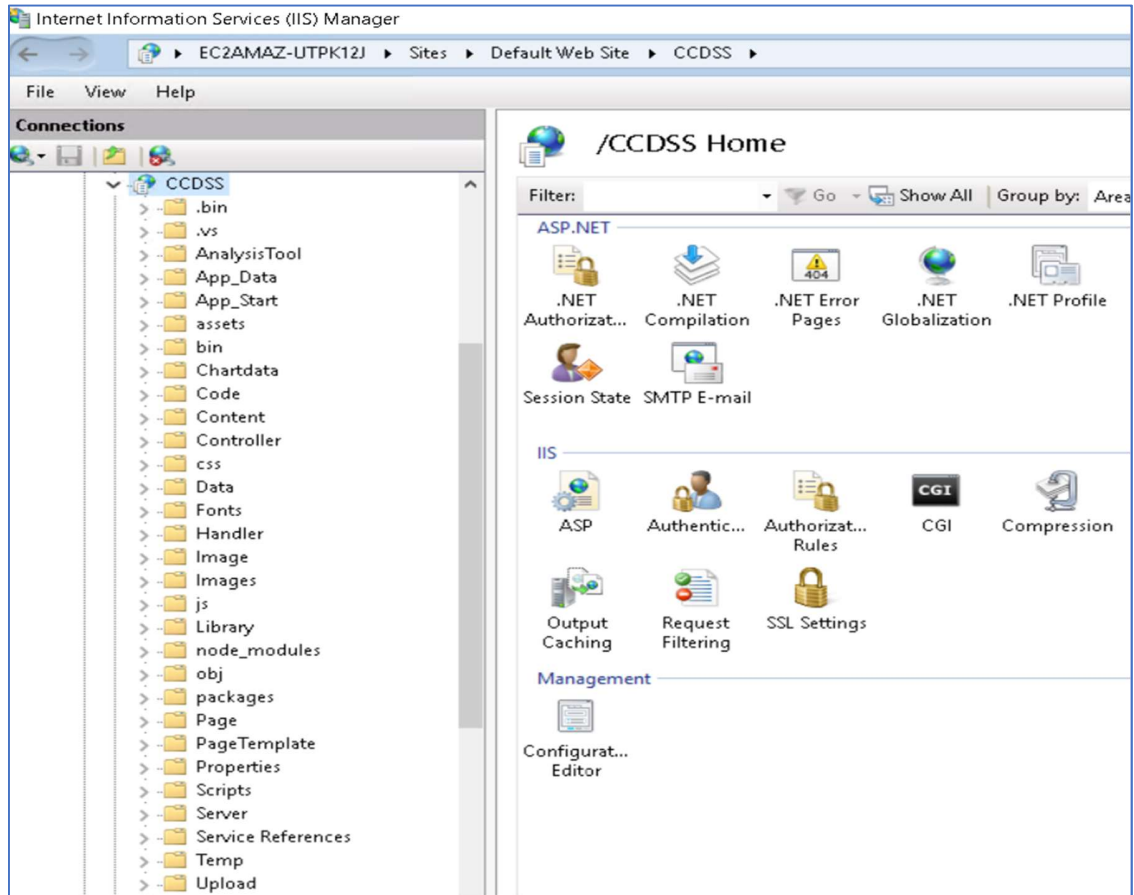 Internet Information Services (IIS) Manager
EC2AMAZ-UTPK12J Sites Default Web Site CCDSS
File View Help
Connections
CCDSS
.bin
.vs
AnalysisTool
App_Data
App_Start
assets
bin
Chartdata
Code
Content
Controller
css
Data
Fonts
Handler
Image
Images
js
Library
node_modules
obj
packages
Page
PageTemplate
Properties
Scripts
Server
Service References
Temp
Upload
/CCDSS Home
Filter: Go Show All Group by: Area
ASP.NET
.NET Authorizat...
.NET Compilation
.NET Error Pages
.NET Globalization
.NET Profile
Session State
SMTP E-mail
IIS
ASP
Authentic...
Authorizat... Rules
CGI
Compression
Output Caching
Request Filtering
SSL Settings
Management
Configurat... Editor